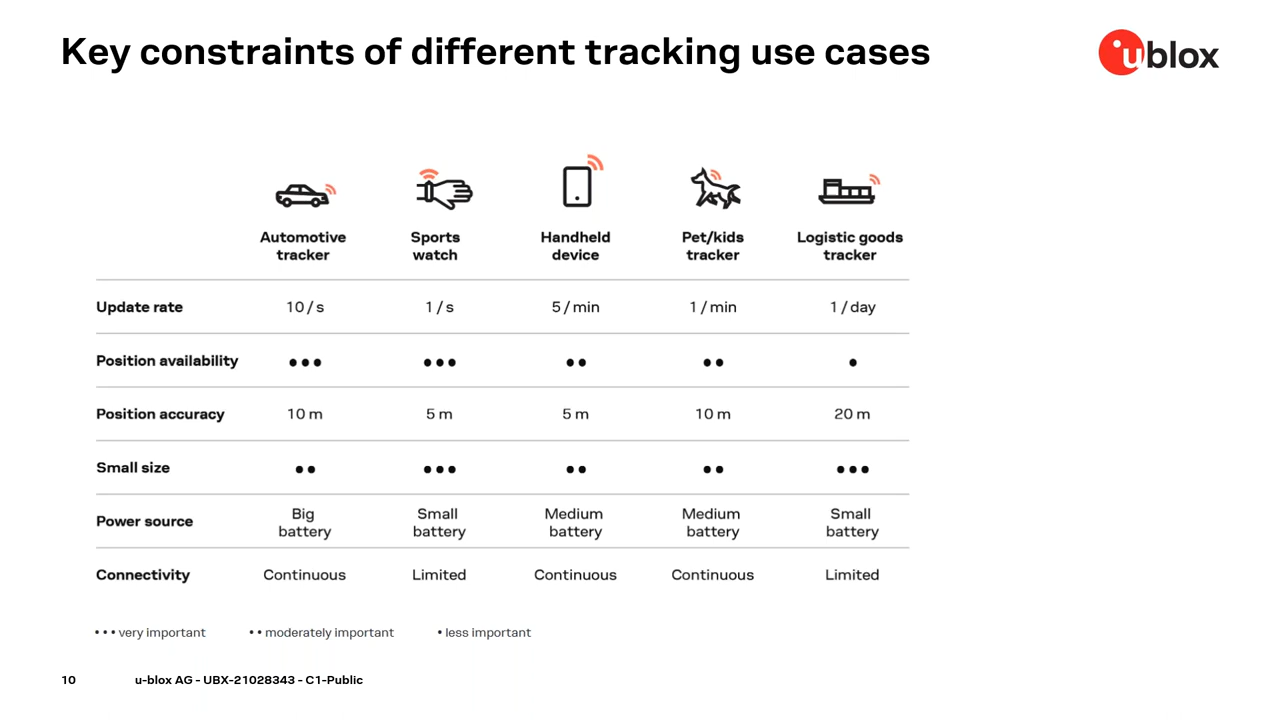 Key constraints of different tracking use cases
ublox
Automotive tracker
Sports watch
Handheld device
Pet/kids tracker
Logistic goods tracker
Update rate 10 / s 1 / s 5 / min 1 / min 1 / day
Position availability ••• ••• •• •• •
Position accuracy 10 m 5 m 5 m 10 m 20 m
Small size •• ••• •• •• •••
Power source Big battery Small battery Medium battery Medium battery Small battery
Connectivity Continuous Limited Continuous Continuous Limited
• • • very important • • moderately important • less important
10 u-blox AG - UBX-21028343 - C1-Public